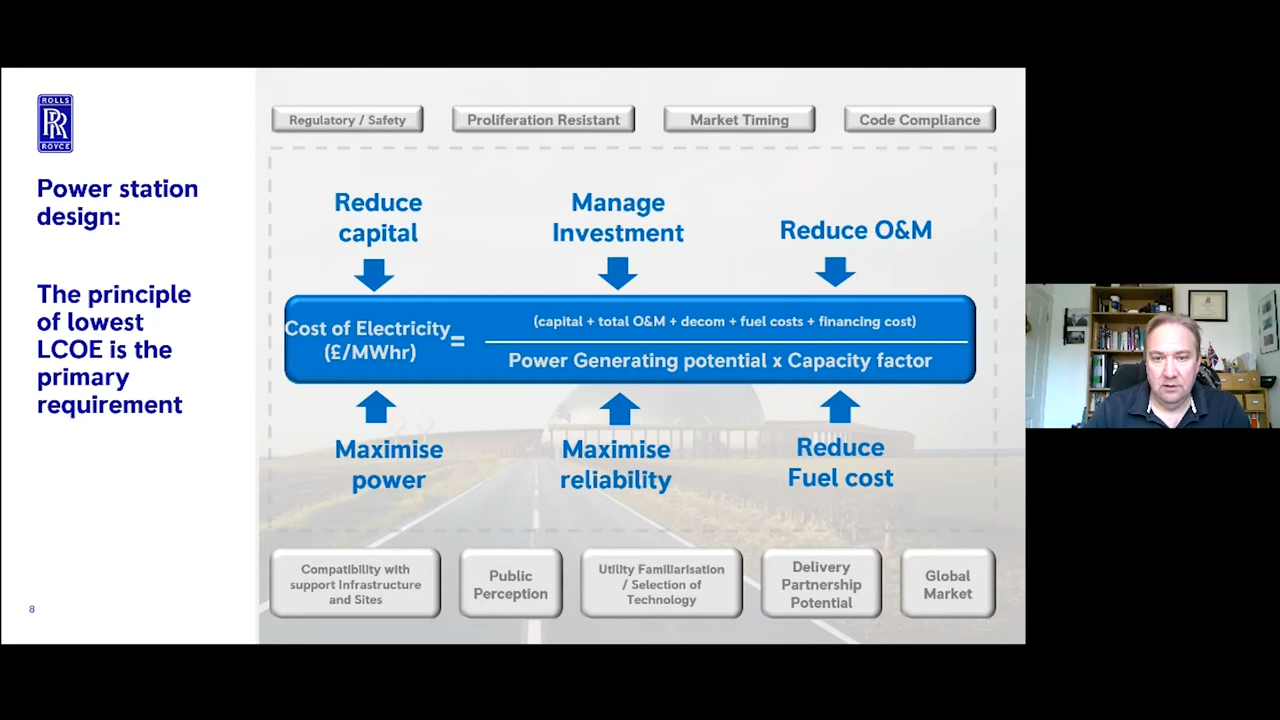 ROLLS
RR
ROYCE
Power station
design:
The principle
of lowest
LCOE is the
primary
requirement
8
Regulatory / Safety
Proliferation Resistant
Market Timing
Code Compliance
Reduce
capital
Manage
Investment
Reduce O&M
Cost of Electricity
(£/MWhr)
=
(capital + total O&M + decom + fuel costs + financing cost)
Power Generating potential x Capacity factor
Maximise
power
Maximise
reliability
Reduce
Fuel cost
Compatibility with
support Infrastructure
and Sites
Public
Perception
Utility Familiarisation
/ Selection of
Technology
Delivery
Partnership
Potential
Global
Market